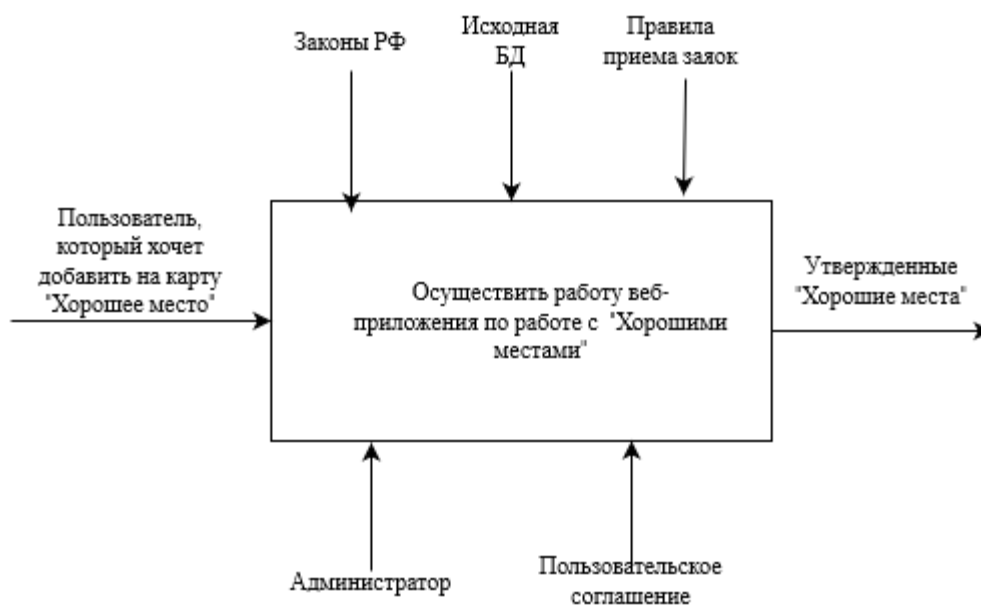 Законы РФ
Исходная
БД
Правила
приема заяок
Пользователь,
который хочет
добавить на карту
"Хорошее место"
Осуществить работу веб-
приложения по работе с "Хорошими
местами"
Утвержденные
"Хорошие места"
Администратор
Пользовательское
соглашение